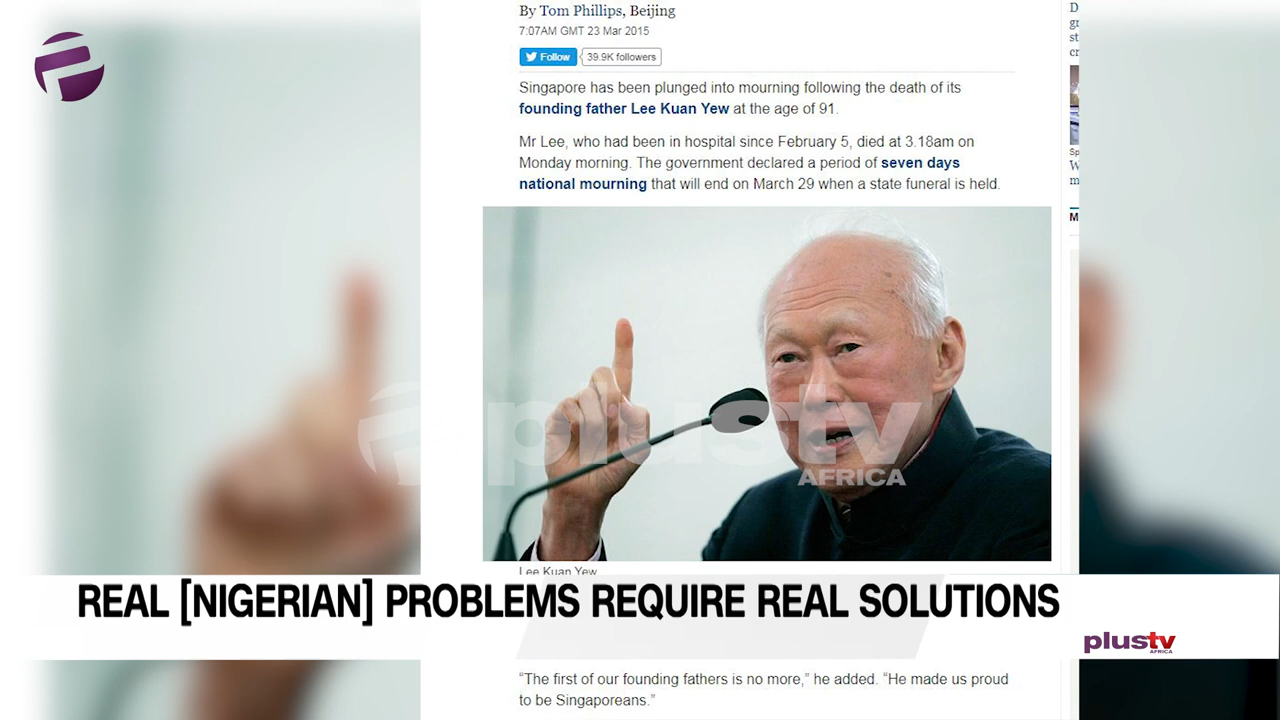 By Tom Phillips, Beijing
7:07AM GMT 23 Mar 2015
Follow 39.9K followers
Singapore has been plunged into mourning following the death of its
founding father Lee Kuan Yew at the age of 91.
Mr Lee, who had been in hospital since February 5, died at 3.18am on
Monday morning. The government declared a period of seven days
national mourning that will end on March 29 when a state funeral is held.
plustv
AFRICA
Lee Kuan Yew
REAL [NIGERIAN] PROBLEMS REQUIRE REAL SOLUTIONS
plustv
AFRICA
“The first of our founding fathers is no more,” he added. “He made us proud
to be Singaporeans.”